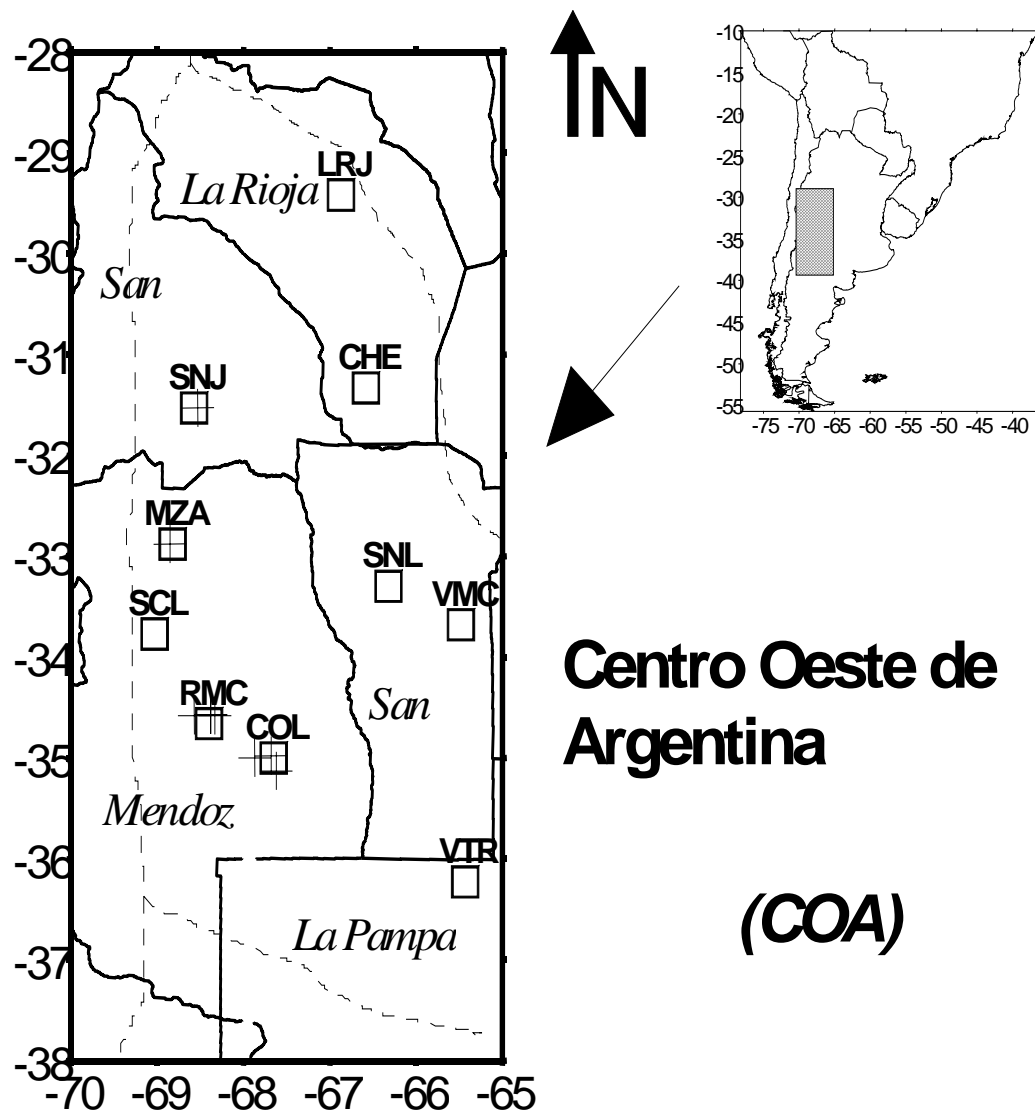 -28
-29
-30
-31
-32
-33
-34
-35
-36
-37
-38
-70 -69 -68 -67 -66 -65
LRJ
La Rioja
San
CHE
SNJ
MZA
SNL
VMC
SCL
RMC
San
COL
Mendoz
VTR
La Pampa
N
-10
-15
-20
-25
-30
-35
-40
-45
-50
-55
-75 -70 -65 -60 -55 -50 -45 -40
Centro Oeste de
Argentina
(COA)